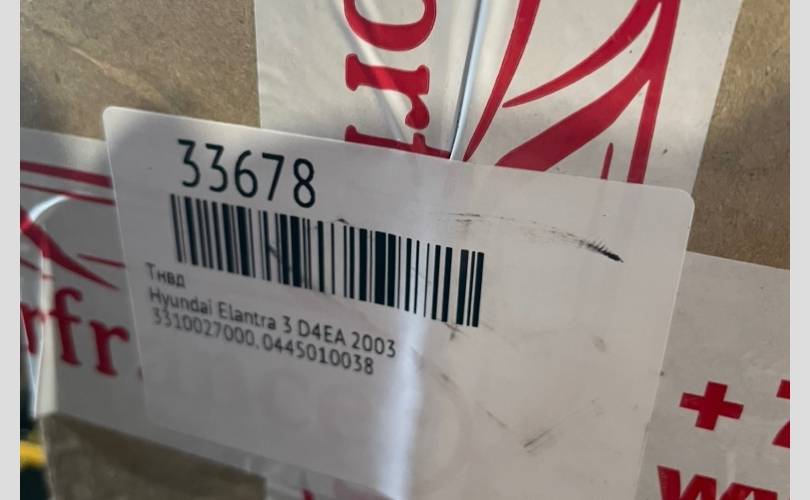 33678
Тнвд
Hyundai Elantra 3 D4EA 2003
3310027000, 0445010038
+